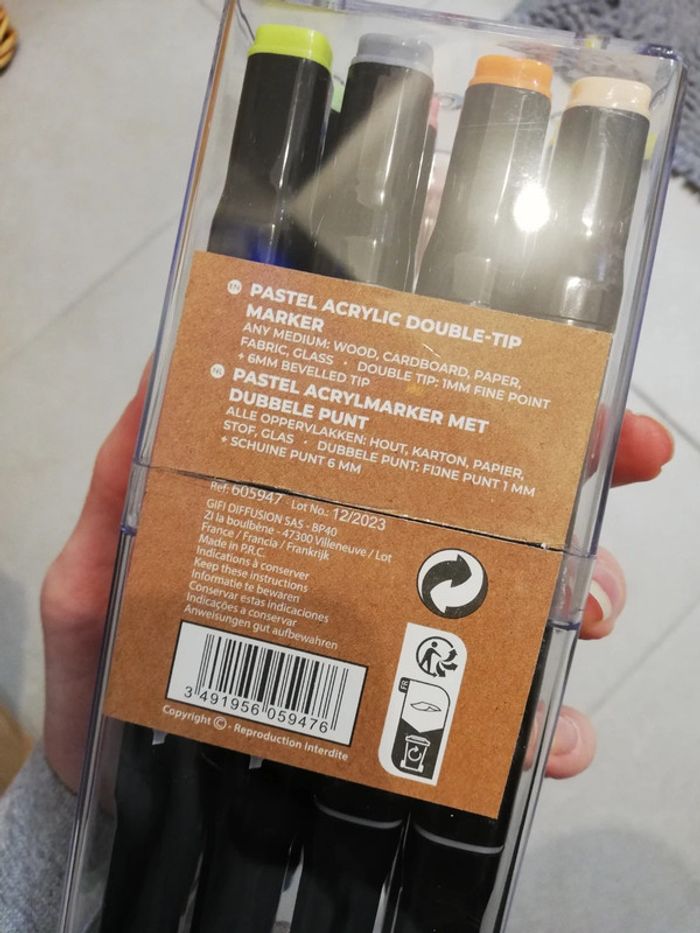 EN PASTEL ACRYLIC DOUBLE-TIP
MARKER
ANY MEDIUM: WOOD, CARDBOARD, PAPER,
FABRIC, GLASS • DOUBLE TIP: 1MM FINE POINT
+ 6MM BEVELLED TIP
NL PASTEL ACRYLMARKER MET
DUBBELE PUNT
ALLE OPPERVLAKKEN: HOUT, KARTON, PAPIER,
STOF, GLAS • DUBBELE PUNT: FIJNE PUNT 1 MM
+ SCHUINE PUNT 6 MM
Ref: 605947 Lot No.: 12/2023
GIFI DIFFUSION SAS - BP40
ZI la boulbène - 47300 Villeneuve / Lot
France / Francia / Frankrijk
Made in P.R.C.
Indications à conserver
Keep these instructions
Informatie te bewaren
Conservar estas indicaciones
Indicações a conservar
Anweisungen gut aufbewahren
FR
3 491956 059476
Copyright © - Reproduction Interdite